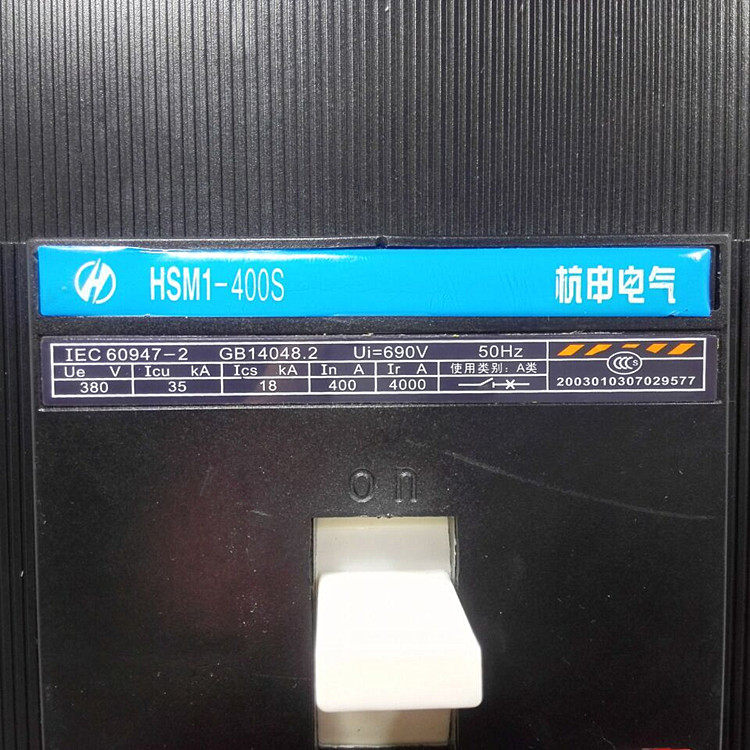 HSM1-400S 杭申电气
IEC 60947-2 GB14048.2 Ui=690V 50Hz
Ue V Icu kA Ics kA In A Ir A 使用类别：A类
380 35 18 400 4000
CCC S
2003010307029577
on